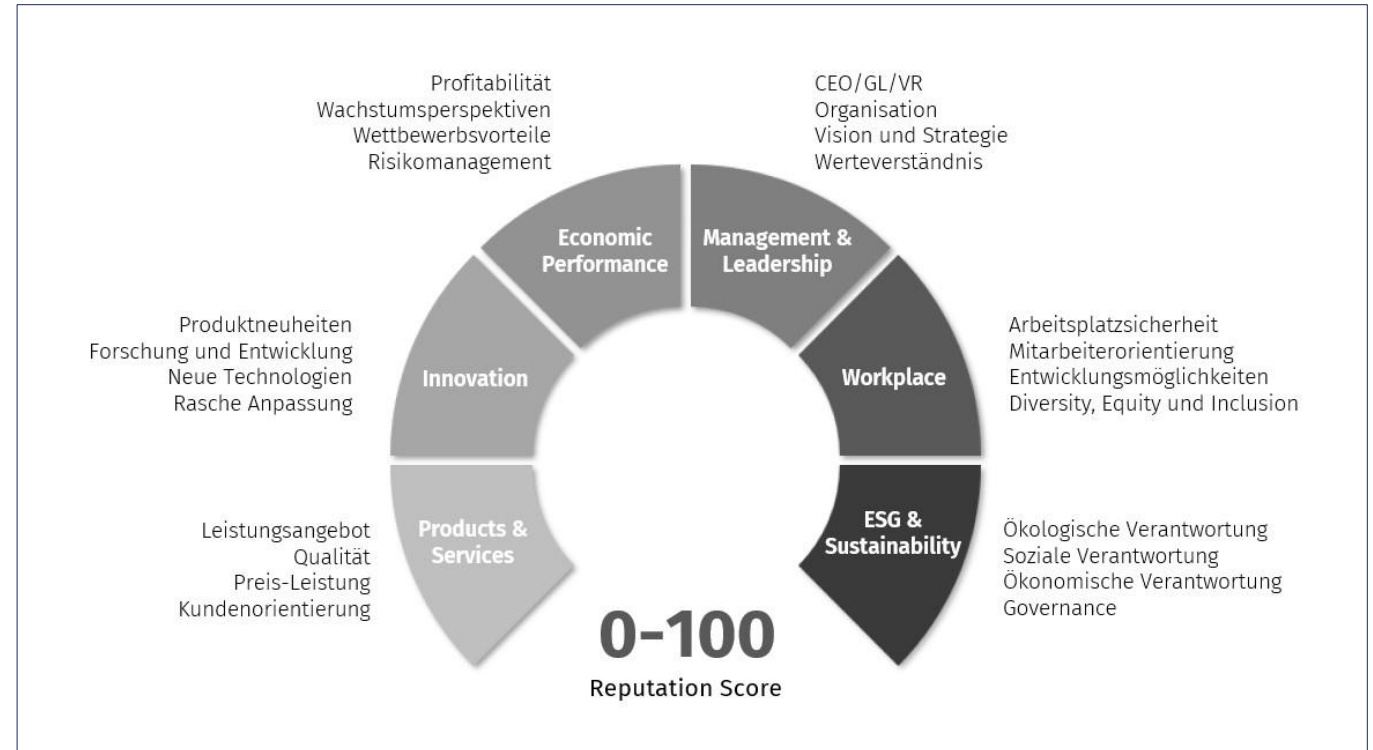 Profitabilität
Wachstumsperspektiven
Wettbewerbsvorteile
Risikomanagement
CEO/GL/VR
Organisation
Vision und Strategie
Werteverständnis
Economic
Performance
Management &
Leadership
Produktneuheiten
Forschung und Entwicklung
Neue Technologien
Rasche Anpassung
Innovation
Workplace
Arbeitsplatzsicherheit
Mitarbeiterorientierung
Entwicklungsmöglichkeiten
Diversity, Equity und Inclusion
Leistungsangebot
Qualität
Preis-Leistung
Kundenorientierung
Products &
Services
ESG &
Sustainability
Ökologische Verantwortung
Soziale Verantwortung
Ökonomische Verantwortung
Governance
0-100
Reputation Score